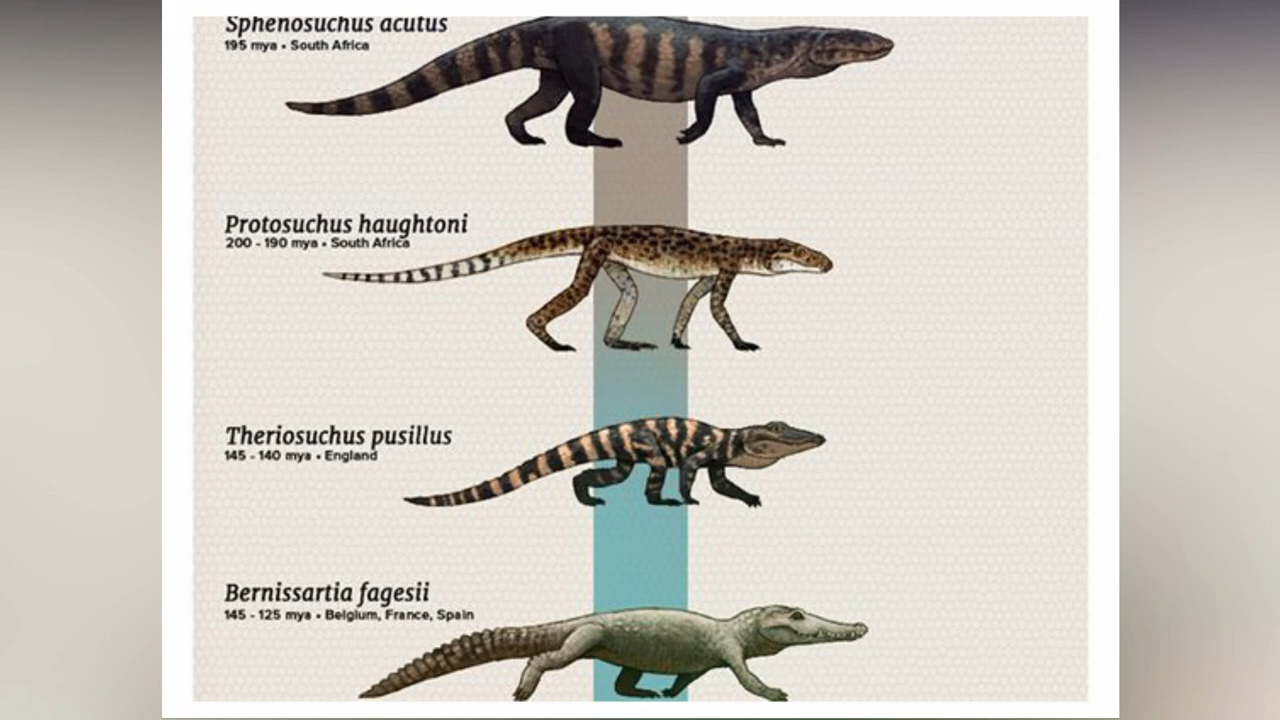 Sphenosuchus acutus
195 mya • South Africa
Protosuchus haughtoni
200 - 190 mya • South Africa
Theriosuchus pusillus
145 - 140 mya • England
Bernissartia fagesii
145 - 125 mya • Belgium, France, Spain